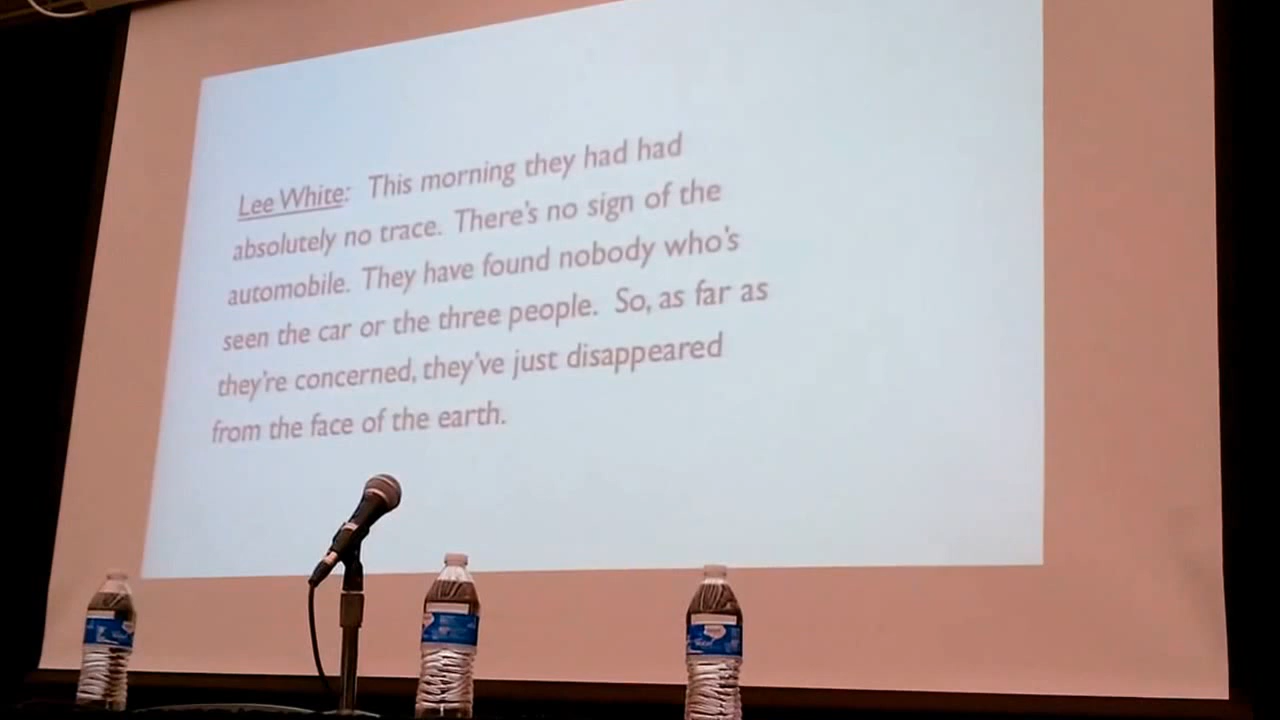 Lee White: This morning they had had
absolutely no trace. There's no sign of the
automobile. They have found nobody who's
seen the car or the three people. So, as far as
they're concerned, they've just disappeared
from the face of the earth.